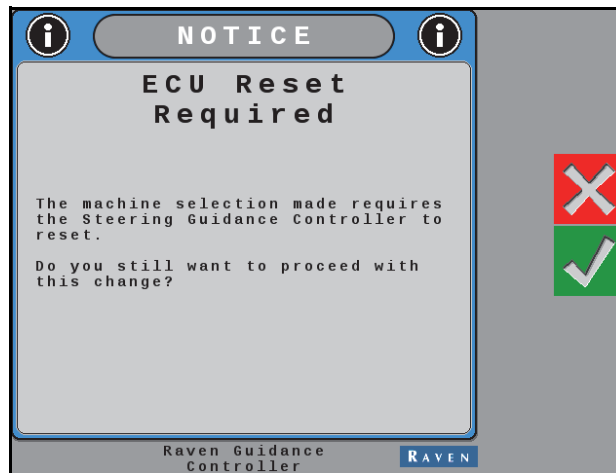 NOTICE
ECU Reset
Required
The machine selection made requires
the Steering Guidance Controller to
reset.
Do you still want to proceed with
this change?
Raven Guidance
Controller
RAVEN